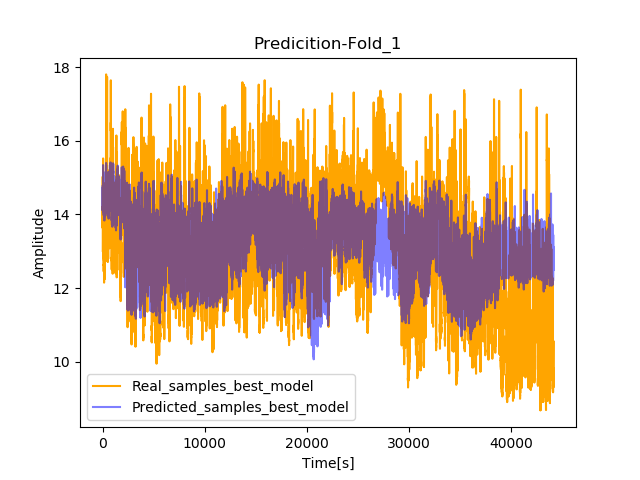 Predicition-Fold_1
18
16
14
12
10
Amplitude
Real_samples_best_model
Predicted_samples_best_model
0
10000
20000
30000
40000
Time[s]